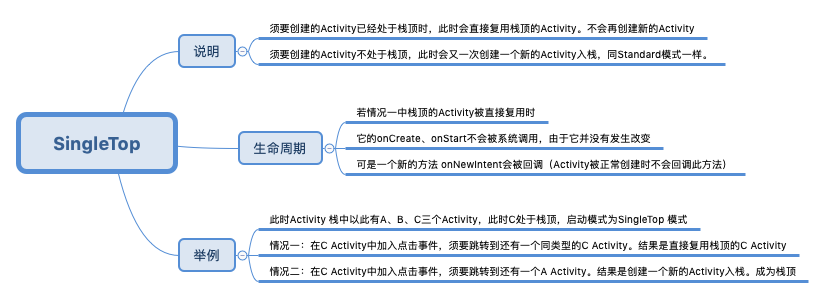 SingleTop
说明
须要创建的Activity已经处于栈顶时，此时会直接复用栈顶的Activity。不会再创建新的Activity
须要创建的Activity不处于栈顶，此时会又一次创建一个新的Activity入栈，同Standard模式一样。
生命周期
若情况一中栈顶的Activity被直接复用时
它的onCreate、onStart不会被系统调用，由于它并没有发生改变
可是一个新的方法 onNewIntent会被回调（Activity被正常创建时不会回调此方法）
举例
此时Activity 栈中以此有A、B、C三个Activity，此时C处于栈顶，启动模式为SingleTop 模式
情况一：在C Activity中加入点击事件，须要跳转到还有一个同类型的C Activity。结果是直接复用栈顶的C Activity
情况二：在C Activity中加入点击事件，须要跳转到还有一个A Activity。结果是创建一个新的Activity入栈。成为栈顶